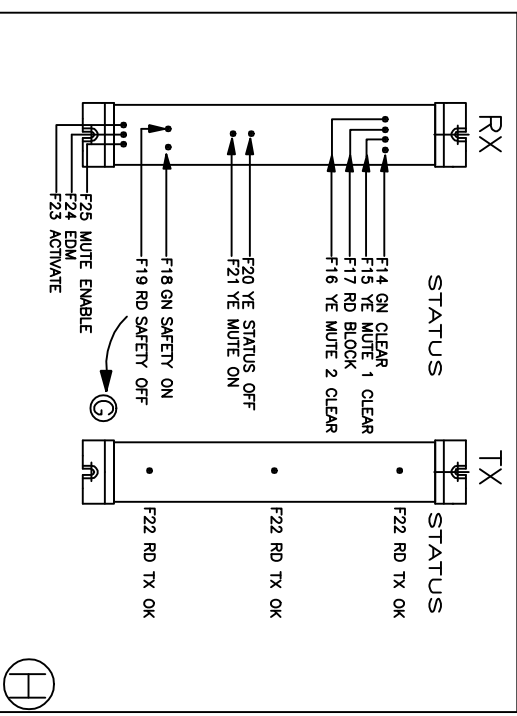 RX
STATUS
F14 GN CLEAR
F15 YE MUTE 1 CLEAR
F17 RD BLOCK
F16 YE MUTE 2 CLEAR
F20 YE STATUS OFF
F21 YE MUTE ON
F18 GN SAFETY ON
F19 RD SAFETY OFF
F25 MUTE ENABLE
F24 EDM
F23 ACTIVATE
G
TX
STATUS
F22 RD TX OK
F22 RD TX OK
F22 RD TX OK
H